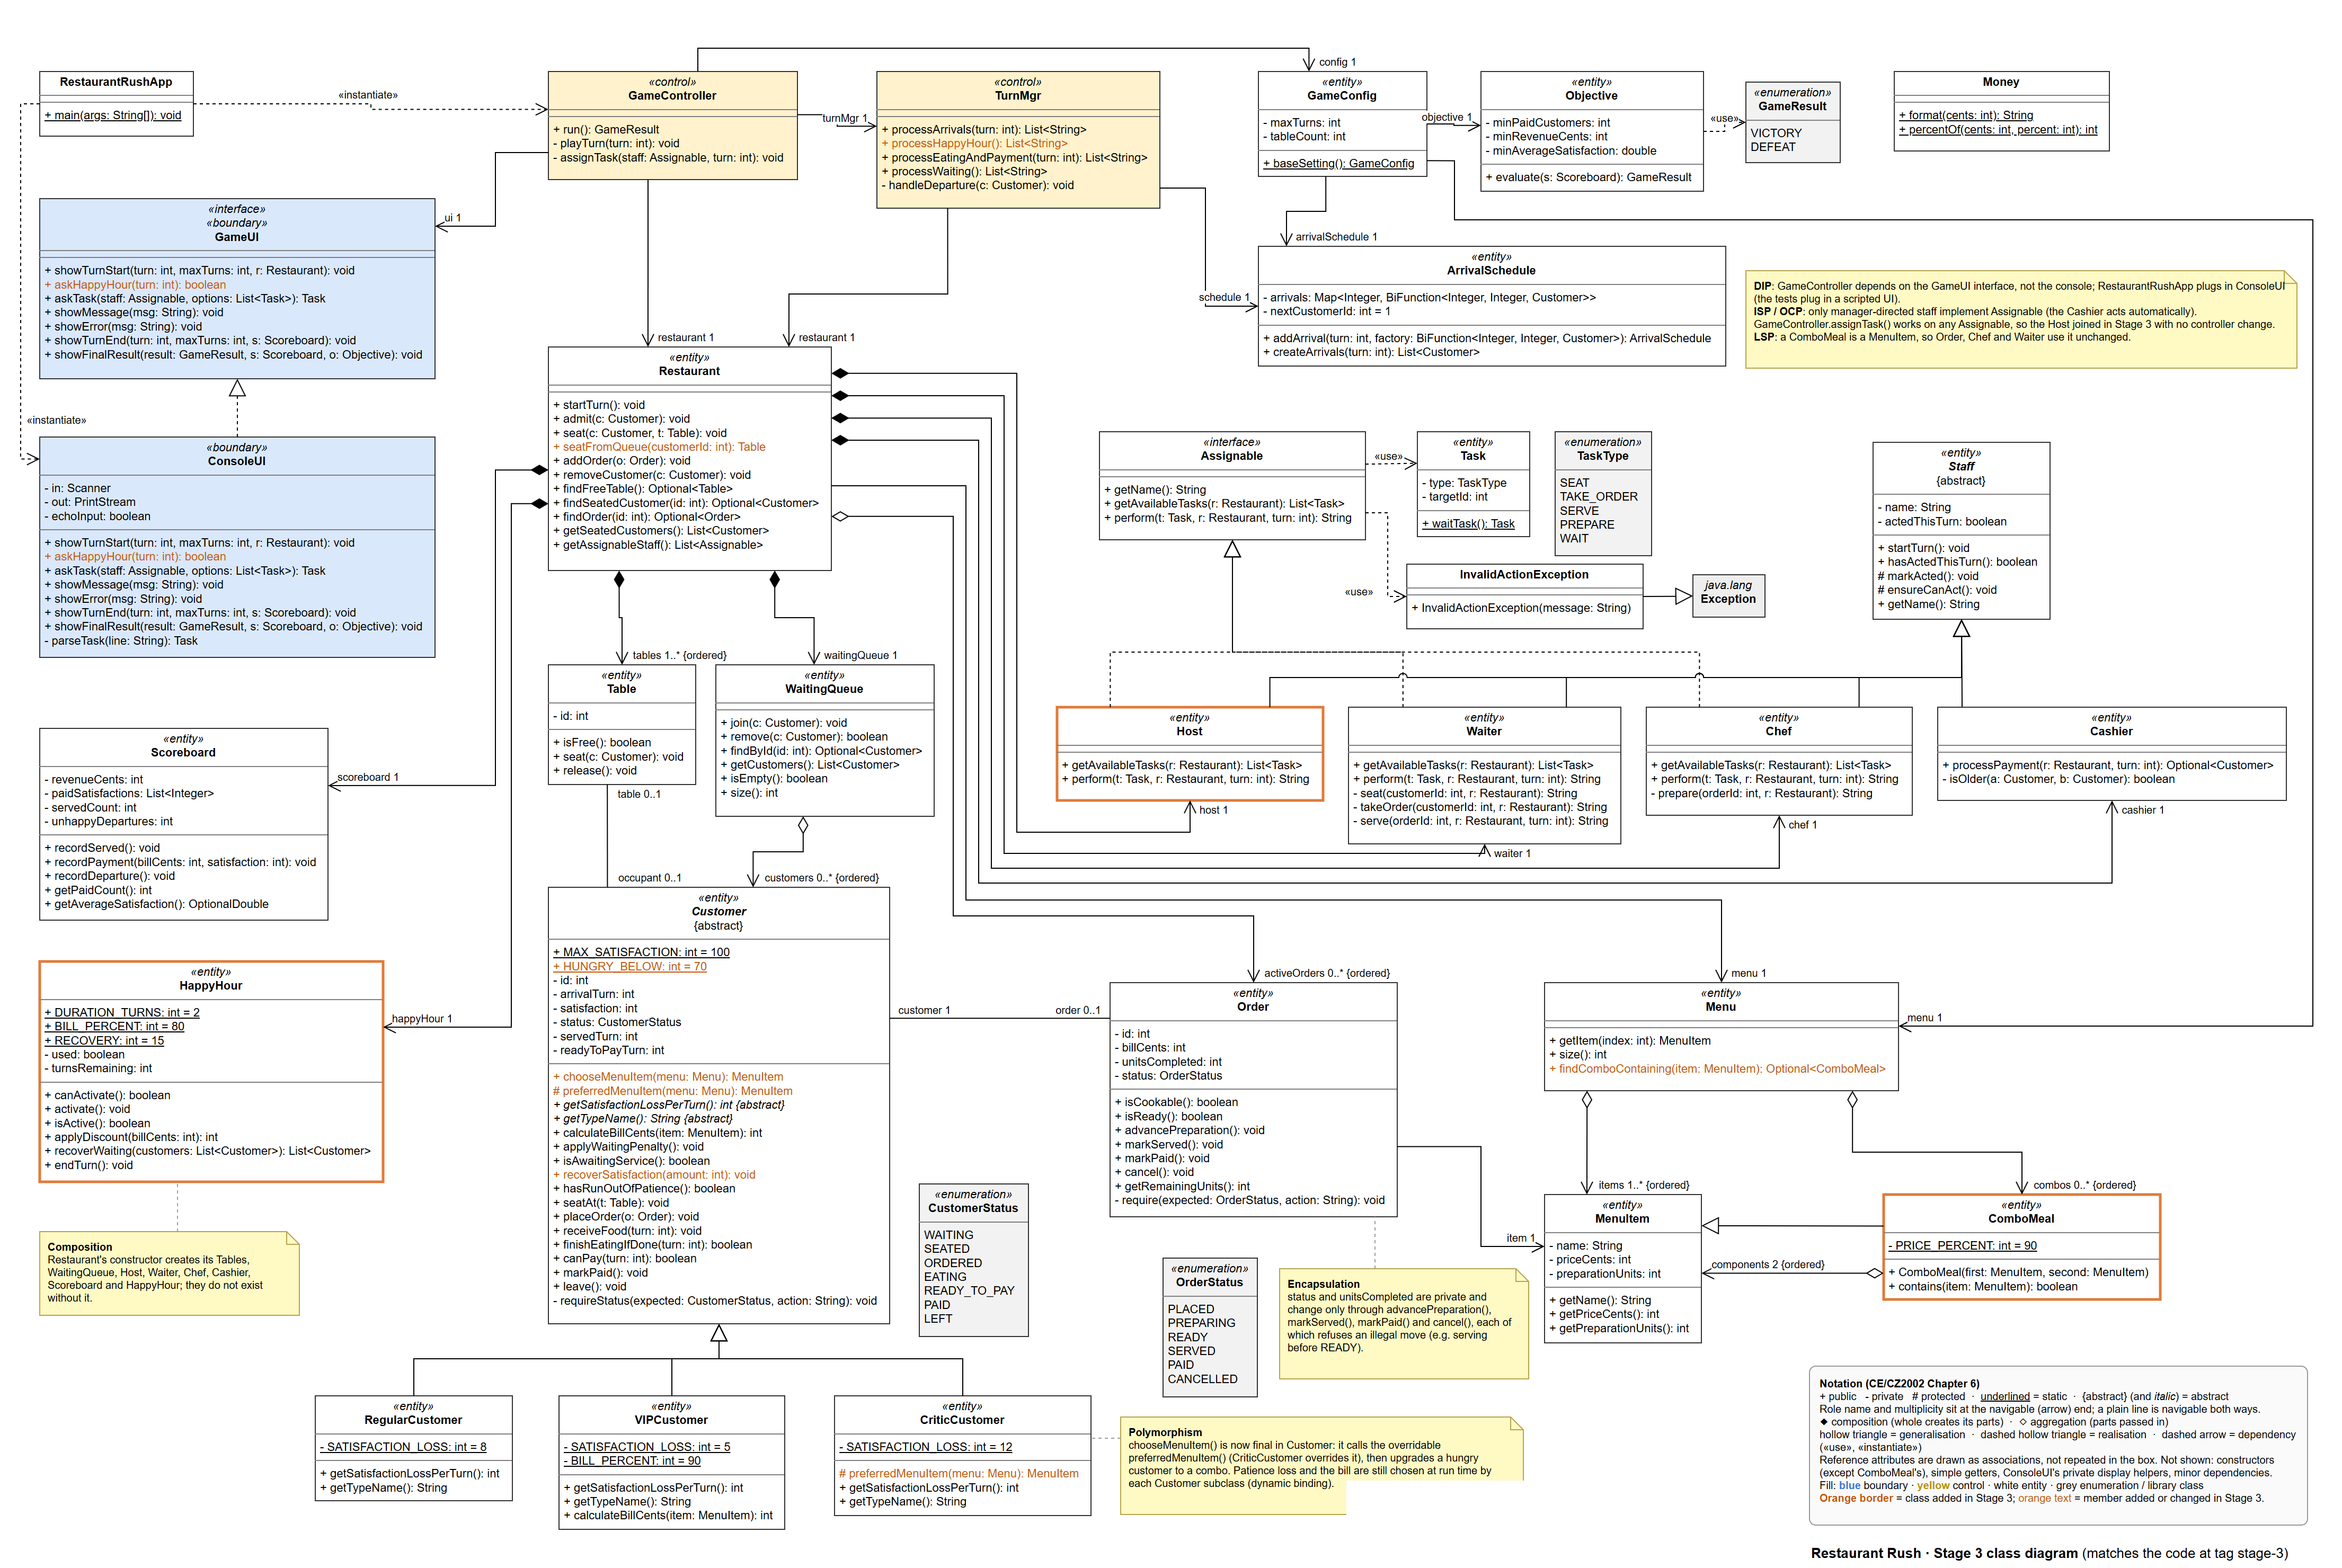 RestaurantRushApp
+ main(args: String[]): void
«instantiate»
«control»
GameController
+ run(): GameResult
- playTurn(turn: int): void
- assignTask(staff: Assignable, turn: int): void
turnMgr 1
«control»
TurnMgr
+ processArrivals(turn: int): List<String>
+ processHappyHour(): List<String>
+ processEatingAndPayment(turn: int): List<String>
+ processWaiting(): List<String>
- handleDeparture(c: Customer): void
config 1
«entity»
GameConfig
- maxTurns: int
- tableCount: int
+ baseSetting(): GameConfig
objective 1
«entity»
Objective
- minPaidCustomers: int
- minRevenueCents: int
- minAverageSatisfaction: double
+ evaluate(s: Scoreboard): GameResult
«use»
«enumeration»
GameResult
VICTORY
DEFEAT
Money
+ format(cents: int): String
+ percentOf(cents: int, percent: int): int
«interface»
«boundary»
GameUI
+ showTurnStart(turn: int, maxTurns: int, r: Restaurant): void
+ askHappyHour(turn: int): boolean
+ askTask(staff: Assignable, options: List<Task>): Task
+ showMessage(msg: String): void
+ showError(msg: String): void
+ showTurnEnd(turn: int, maxTurns: int, s: Scoreboard): void
+ showFinalResult(result: GameResult, s: Scoreboard, o: Objective): void
ui 1
restaurant 1
restaurant 1
schedule 1
arrivalSchedule 1
«entity»
ArrivalSchedule
- arrivals: Map<Integer, BiFunction<Integer, Integer, Customer>>
- nextCustomerId: int = 1
+ addArrival(turn: int, factory: BiFunction<Integer, Integer, Customer>): ArrivalSchedule
+ createArrivals(turn: int): List<Customer>
DIP: GameController depends on the GameUI interface, not the console; RestaurantRushApp plugs in ConsoleUI
(the tests plug in a scripted UI).
ISP / OCP: only manager-directed staff implement Assignable (the Cashier acts automatically).
GameController.assignTask() works on any Assignable, so the Host joined in Stage 3 with no controller change.
LSP: a ComboMeal is a MenuItem, so Order, Chef and Waiter use it unchanged.
«instantiate»
«boundary»
ConsoleUI
- in: Scanner
- out: PrintStream
- echoInput: boolean
+ showTurnStart(turn: int, maxTurns: int, r: Restaurant): void
+ askHappyHour(turn: int): boolean
+ askTask(staff: Assignable, options: List<Task>): Task
+ showMessage(msg: String): void
+ showError(msg: String): void
+ showTurnEnd(turn: int, maxTurns: int, s: Scoreboard): void
+ showFinalResult(result: GameResult, s: Scoreboard, o: Objective): void
- parseTask(line: String): Task
«entity»
Restaurant
+ startTurn(): void
+ admit(c: Customer): void
+ seat(c: Customer, t: Table): void
+ seatFromQueue(customerId: int): Table
+ addOrder(o: Order): void
+ removeCustomer(c: Customer): void
+ findFreeTable(): Optional<Table>
+ findSeatedCustomer(id: int): Optional<Customer>
+ findOrder(id: int): Optional<Order>
+ getSeatedCustomers(): List<Customer>
+ getAssignableStaff(): List<Assignable>
«interface»
Assignable
+ getName(): String
+ getAvailableTasks(r: Restaurant): List<Task>
+ perform(t: Task, r: Restaurant, turn: int): String
«use»
«entity»
Task
- type: TaskType
- targetId: int
+ waitTask(): Task
«enumeration»
TaskType
SEAT
TAKE_ORDER
SERVE
PREPARE
WAIT
«use»
InvalidActionException
+ InvalidActionException(message: String)
java.lang
Exception
«entity»
Staff
{abstract}
- name: String
- actedThisTurn: boolean
+ startTurn(): void
+ hasActedThisTurn(): boolean
# markActed(): void
# ensureCanAct(): void
+ getName(): String
tables 1..* {ordered}
«entity»
Table
- id: int
+ isFree(): boolean
+ seat(c: Customer): void
+ release(): void
table 0..1
waitingQueue 1
«entity»
WaitingQueue
+ join(c: Customer): void
+ remove(c: Customer): boolean
+ findById(id: int): Optional<Customer>
+ getCustomers(): List<Customer>
+ isEmpty(): boolean
+ size(): int
«entity»
Host
+ getAvailableTasks(r: Restaurant): List<Task>
+ perform(t: Task, r: Restaurant, turn: int): String
host 1
«entity»
Waiter
+ getAvailableTasks(r: Restaurant): List<Task>
+ perform(t: Task, r: Restaurant, turn: int): String
- seat(customerId: int, r: Restaurant): String
- takeOrder(customerId: int, r: Restaurant): String
- serve(orderId: int, r: Restaurant, turn: int): String
waiter 1
«entity»
Chef
+ getAvailableTasks(r: Restaurant): List<Task>
+ perform(t: Task, r: Restaurant, turn: int): String
- prepare(orderId: int, r: Restaurant): String
chef 1
«entity»
Cashier
+ processPayment(r: Restaurant, turn: int): Optional<Customer>
- isOlder(a: Customer, b: Customer): boolean
cashier 1
«entity»
Scoreboard
- revenueCents: int
- paidSatisfactions: List<Integer>
- servedCount: int
- unhappyDepartures: int
+ recordServed(): void
+ recordPayment(billCents: int, satisfaction: int): void
+ recordDeparture(): void
+ getPaidCount(): int
+ getAverageSatisfaction(): OptionalDouble
scoreboard 1
occupant 0..1
customers 0..* {ordered}
«entity»
Customer
{abstract}
+ MAX_SATISFACTION: int = 100
+ HUNGRY_BELOW: int = 70
- id: int
- arrivalTurn: int
- satisfaction: int
- status: CustomerStatus
- servedTurn: int
- readyToPayTurn: int
+ chooseMenuItem(menu: Menu): MenuItem
# preferredMenuItem(menu: Menu): MenuItem
+ getSatisfactionLossPerTurn(): int {abstract}
+ getTypeName(): String {abstract}
+ calculateBillCents(item: MenuItem): int
+ applyWaitingPenalty(): void
+ isAwaitingService(): boolean
+ recoverSatisfaction(amount: int): void
+ hasRunOutOfPatience(): boolean
+ seatAt(t: Table): void
+ placeOrder(o: Order): void
+ receiveFood(turn: int): void
+ finishEatingIfDone(turn: int): boolean
+ canPay(turn: int): boolean
+ markPaid(): void
+ leave(): void
- requireStatus(expected: CustomerStatus, action: String): void
«entity»
HappyHour
+ DURATION_TURNS: int = 2
+ BILL_PERCENT: int = 80
+ RECOVERY: int = 15
- used: boolean
- turnsRemaining: int
+ canActivate(): boolean
+ activate(): void
+ isActive(): boolean
+ applyDiscount(billCents: int): int
+ recoverWaiting(customers: List<Customer>): List<Customer>
+ endTurn(): void
happyHour 1
Composition
Restaurant's constructor creates its Tables,
WaitingQueue, Host, Waiter, Chef, Cashier,
Scoreboard and HappyHour; they do not exist
without it.
customer 1
order 0..1
activeOrders 0..* {ordered}
«entity»
Order
- id: int
- billCents: int
- unitsCompleted: int
- status: OrderStatus
+ isCookable(): boolean
+ isReady(): boolean
+ advancePreparation(): void
+ markServed(): void
+ markPaid(): void
+ cancel(): void
+ getRemainingUnits(): int
- require(expected: OrderStatus, action: String): void
menu 1
menu 1
«entity»
Menu
+ getItem(index: int): MenuItem
+ size(): int
+ findComboContaining(item: MenuItem): Optional<ComboMeal>
«enumeration»
CustomerStatus
WAITING
SEATED
ORDERED
EATING
READY_TO_PAY
PAID
LEFT
«enumeration»
OrderStatus
PLACED
PREPARING
READY
SERVED
PAID
CANCELLED
Encapsulation
status and unitsCompleted are private and
change only through advancePreparation(),
markServed(), markPaid() and cancel(), each of
which refuses an illegal move (e.g. serving
before READY).
item 1
items 1..* {ordered}
«entity»
MenuItem
- name: String
- priceCents: int
- preparationUnits: int
+ getName(): String
+ getPriceCents(): int
+ getPreparationUnits(): int
combos 0..* {ordered}
components 2 {ordered}
«entity»
ComboMeal
- PRICE_PERCENT: int = 90
+ ComboMeal(first: MenuItem, second: MenuItem)
+ contains(item: MenuItem): boolean
«entity»
RegularCustomer
- SATISFACTION_LOSS: int = 8
+ getSatisfactionLossPerTurn(): int
+ getTypeName(): String
«entity»
VIPCustomer
- SATISFACTION_LOSS: int = 5
- BILL_PERCENT: int = 90
+ getSatisfactionLossPerTurn(): int
+ getTypeName(): String
+ calculateBillCents(item: MenuItem): int
«entity»
CriticCustomer
- SATISFACTION_LOSS: int = 12
# preferredMenuItem(menu: Menu): MenuItem
+ getSatisfactionLossPerTurn(): int
+ getTypeName(): String
Polymorphism
chooseMenuItem() is now final in Customer: it calls the overridable
preferredMenuItem() (CriticCustomer overrides it), then upgrades a hungry
customer to a combo. Patience loss and the bill are still chosen at run time by
each Customer subclass (dynamic binding).
Notation (CE/CZ2002 Chapter 6)
+ public - private # protected · underlined = static · {abstract} (and italic) = abstract
Role name and multiplicity sit at the navigable (arrow) end; a plain line is navigable both ways.
◆ composition (whole creates its parts) · ◇ aggregation (parts passed in)
hollow triangle = generalisation · dashed hollow triangle = realisation · dashed arrow = dependency
(«use», «instantiate»)
Reference attributes are drawn as associations, not repeated in the box. Not shown: constructors
(except ComboMeal's), simple getters, ConsoleUI's private display helpers, minor dependencies.
Fill: blue boundary · yellow control · white entity · grey enumeration / library class
Orange border = class added in Stage 3; orange text = member added or changed in Stage 3.
Restaurant Rush · Stage 3 class diagram (matches the code at tag stage-3)